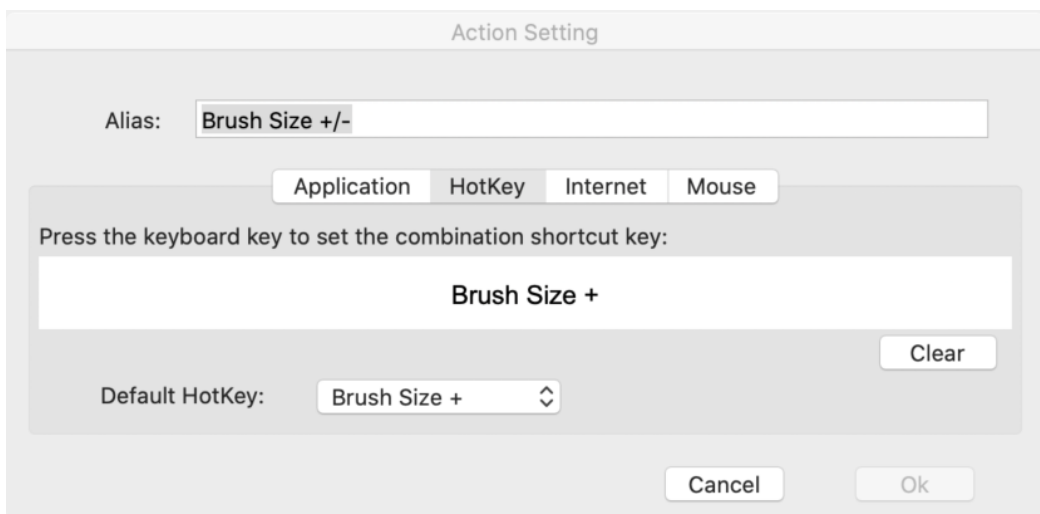 Action Setting
Alias: Brush Size +/-
Application HotKey Internet Mouse
Press the keyboard key to set the combination shortcut key:
Brush Size +
Clear
Default HotKey: Brush Size +
Cancel Ok